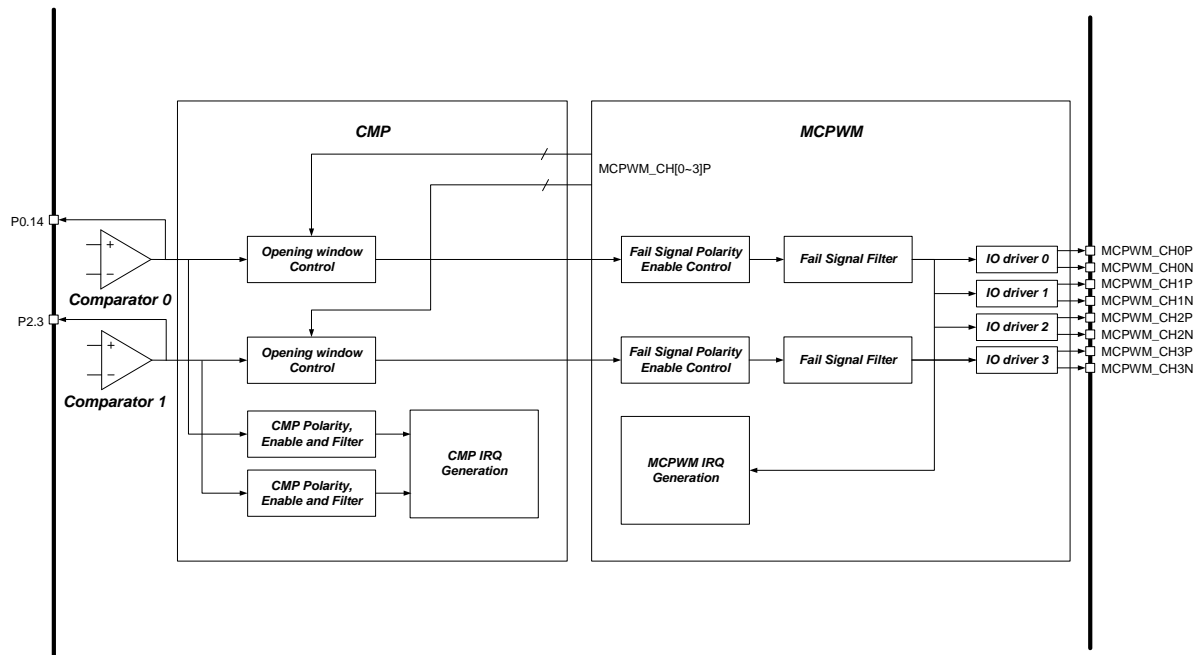 CMP
MCPWM
MCPWM_CH[0~3]P
P0.14
+
−
Comparator 0
Opening window
Control
Fail Signal Polarity
Enable Control
Fail Signal Filter
IO driver 0
IO driver 1
IO driver 2
IO driver 3
MCPWM_CH0P
MCPWM_CH0N
MCPWM_CH1P
MCPWM_CH1N
MCPWM_CH2P
MCPWM_CH2N
MCPWM_CH3P
MCPWM_CH3N
P2.3
+
−
Comparator 1
Opening window
Control
Fail Signal Polarity
Enable Control
Fail Signal Filter
CMP Polarity,
Enable and Filter
CMP Polarity,
Enable and Filter
CMP IRQ
Generation
MCPWM IRQ
Generation